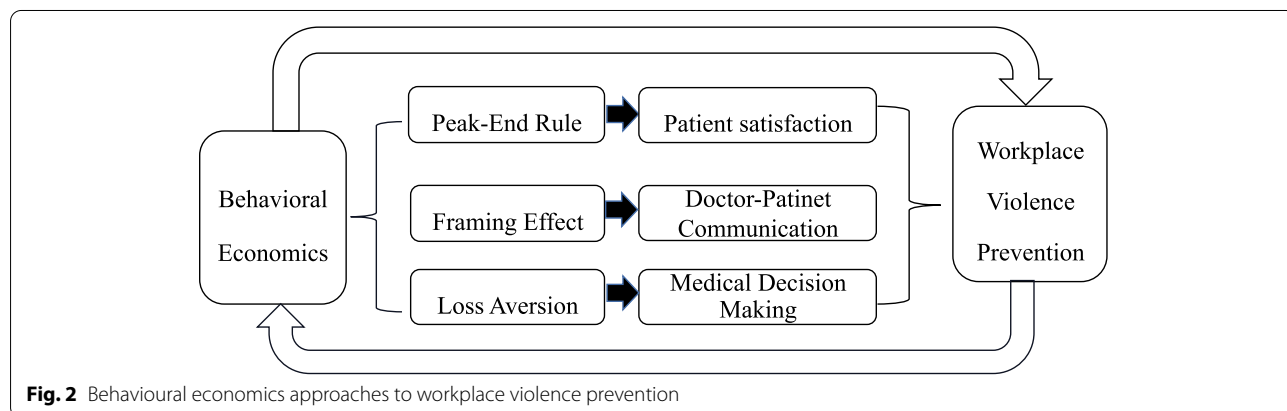 Behavioral
Economics
Peak-End Rule
Patient satisfaction
Framing Effect
Doctor-Patinet
Communication
Loss Aversion
Medical Decision
Making
Workplace
Violence
Prevention
Fig. 2 Behavioural economics approaches to workplace violence prevention